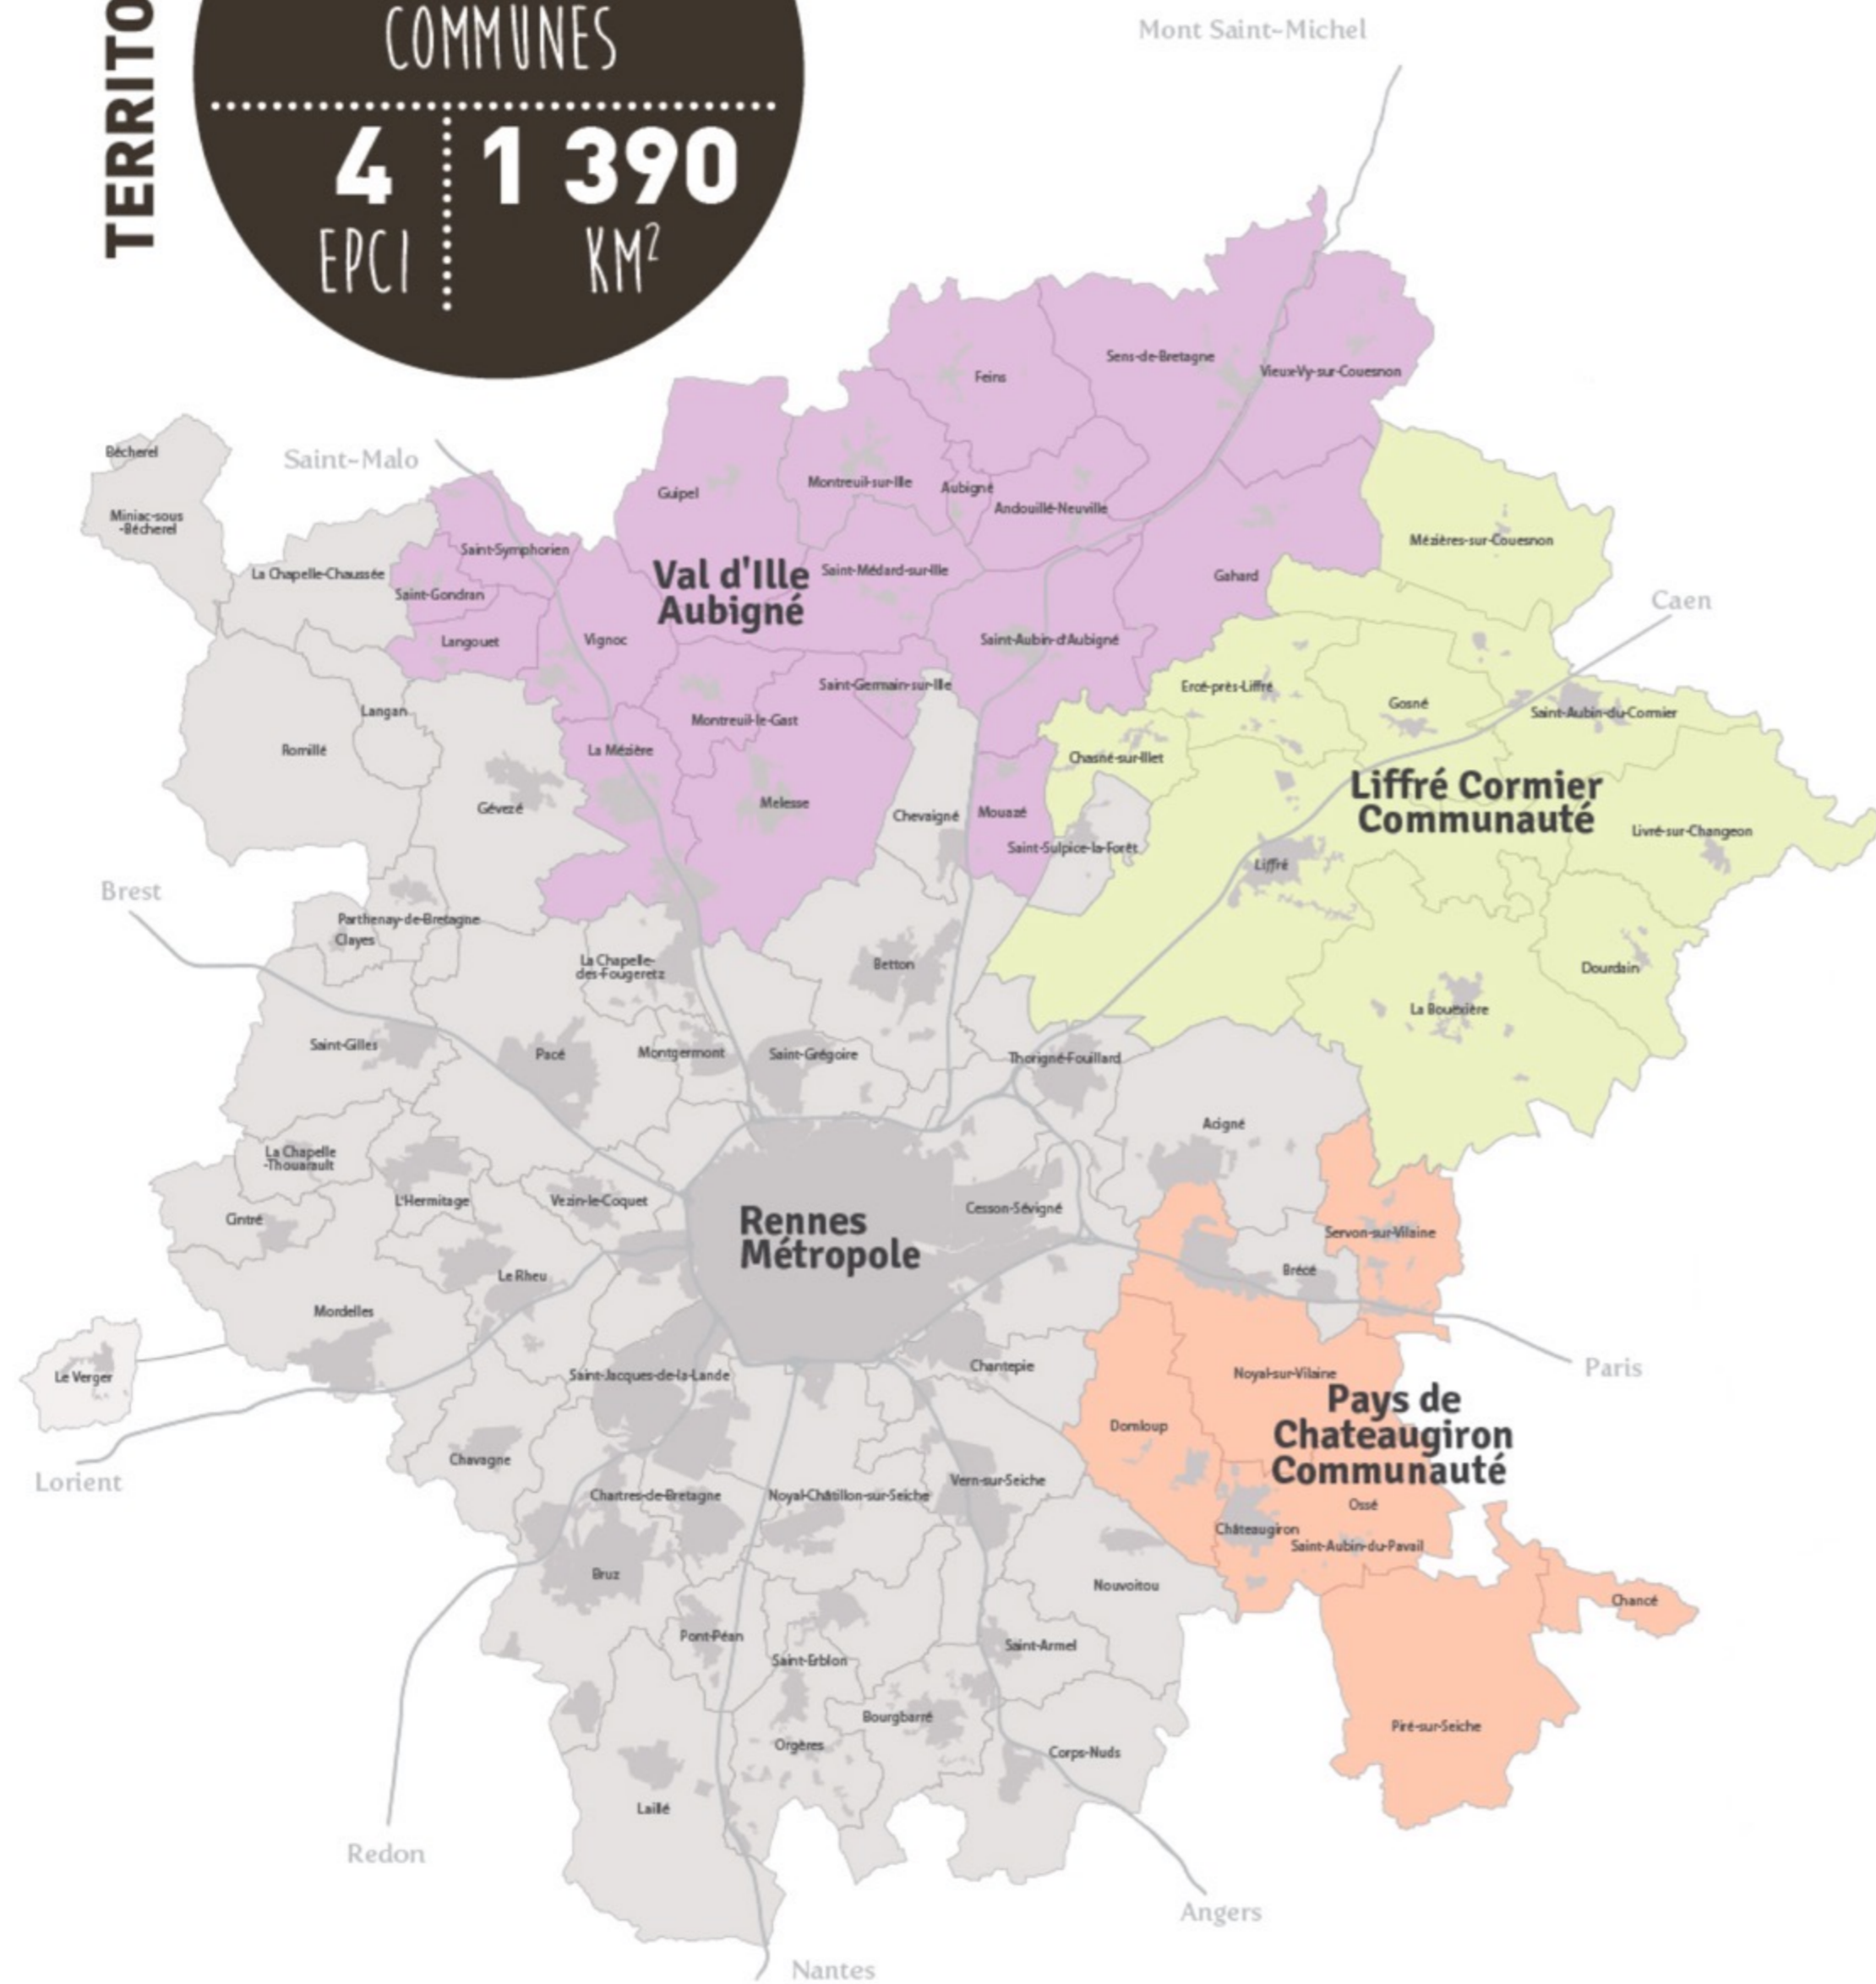 TERRITO
COMMUNES
4
EPCI
1 390
KM²
Mont Saint-Michel
Sens-de-Bretagne
Vieux-Vy-sur-Couesnon
Feins
Bécherel
Saint-Malo
Montreuil-sur-Ille
Aubigné
Guipel
Andouillé-Neuville
Miniac-sous
-Bécherel
Mézières-sur-Couesnon
Saint-Symphorien
La Chapelle-Chaussée
Val d'Ille
Aubigné
Saint-Médard-sur-Ille
Gahard
Saint-Gondran
Caen
Langouet
Vignoc
Saint-Aubin-d'Aubigné
Saint-Germain-sur-Ille
Ercé-près-Liffré
Gosné
Saint-Aubin-du-Cormier
Langan
Montreuil-le-Gast
Romillé
La Mézière
Chasné-sur-Illet
Liffré Cormier
Communauté
Gévezé
Melesse
Chevaigné
Mouazé
Livré-sur-Changeon
Saint-Sulpice-la-Forêt
Liffré
Brest
Parthenay-de-Bretagne
Clayes
La Chapelle-
des-Fougeretz
Betton
Dourdain
La Bouëxière
Saint-Gilles
Pacé
Montgermont
Saint-Grégoire
Thorigné-Fouillard
Acigné
La Chapelle
-Thouarault
L'Hermitage
Vezin-le-Coquet
Cesson-Sévigné
Cintré
Rennes
Métropole
Servon-sur-Vilaine
Brécé
Le Rheu
Mordelles
Le Verger
Saint-Jacques-de-la-Lande
Chantepie
Noyal-sur-Vilaine
Paris
Pays de
Chateaugiron
Communauté
Domloup
Chavagne
Lorient
Vern-sur-Seiche
Chartres-de-Bretagne
Noyal-Châtillon-sur-Seiche
Ossé
Châteaugiron
Saint-Aubin-du-Pavail
Bruz
Nouvoitou
Chancé
Pont-Péan
Saint-Armel
Saint-Erblon
Bourgbarré
Piré-sur-Seiche
Orgères
Corps-Nuds
Laillé
Redon
Angers
Nantes